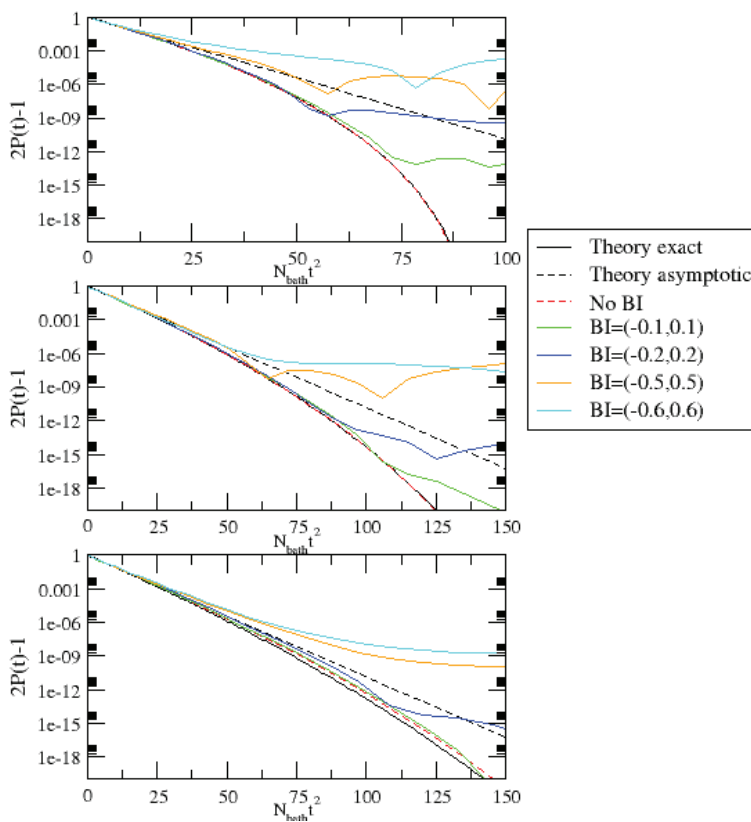 1
0.001
1e-06
1e-09
1e-12
1e-15
1e-18
2P(t)-1
0 25 50 75 100
N_bath t^2
1
0.001
1e-06
1e-09
1e-12
1e-15
1e-18
2P(t)-1
0 25 50 75 100 125 150
N_bath t^2
1
0.001
1e-06
1e-09
1e-12
1e-15
1e-18
2P(t)-1
0 25 50 75 100 125 150
N_bath t^2
Theory exact
Theory asymptotic
No BI
BI=(-0.1,0.1)
BI=(-0.2,0.2)
BI=(-0.5,0.5)
BI=(-0.6,0.6)